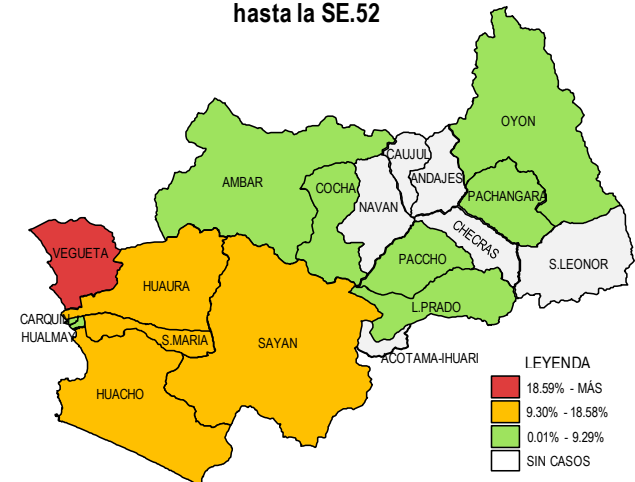 hasta la SE.52
OYON
CAUJUL
AMBAR
COCHA
ANDAJES
PACHANGARA
NAVAN
CHECRAS
VEGUETA
PACCHO
S.LEONOR
HUAURA
L.PRADO
CARQUIN
HUALMAY
S.MARIA
SAYAN
ACOTAMA-IHUARI
HUACHO
LEYENDA
18.59% - MÁS
9.30% - 18.58%
0.01% - 9.29%
SIN CASOS